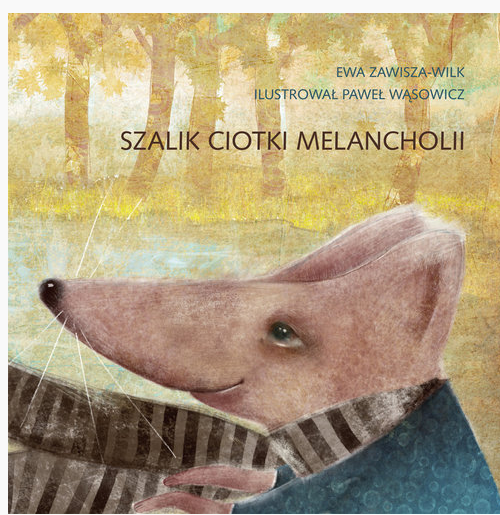 EWA ZAWISZA-WILK
ILUSTROWAŁ PAWEŁ WĄSOWICZ
SZALIK CIOTKI MELANCHOLII